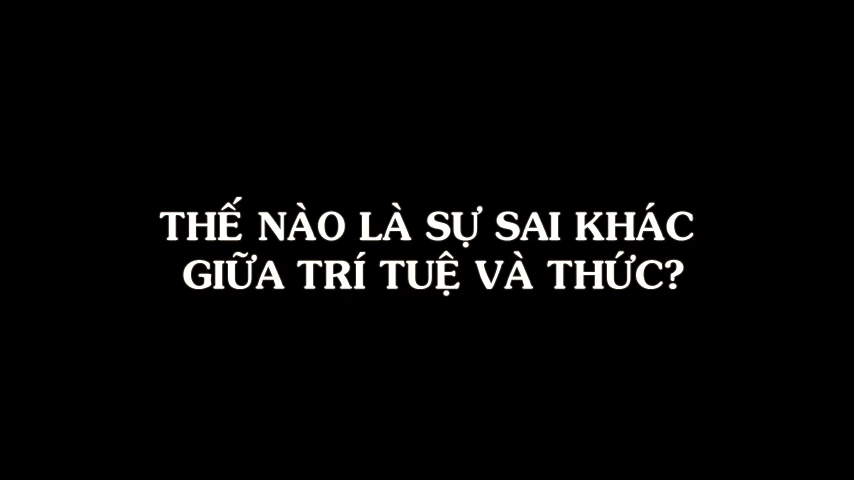 THẾ NÀO LÀ SỰ SAI KHÁC
GIỮA TRÍ TUỆ VÀ THỨC?